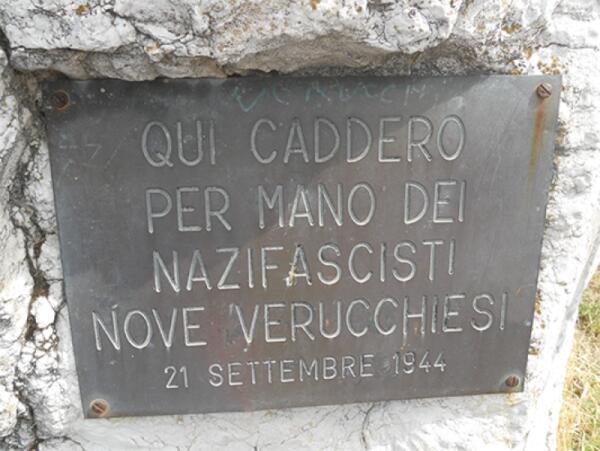 QUI CADDERO
PER MANO DEI
NAZIFASCISTI
NOVE VERUCCHIESI
21 SETTEMBRE 1944